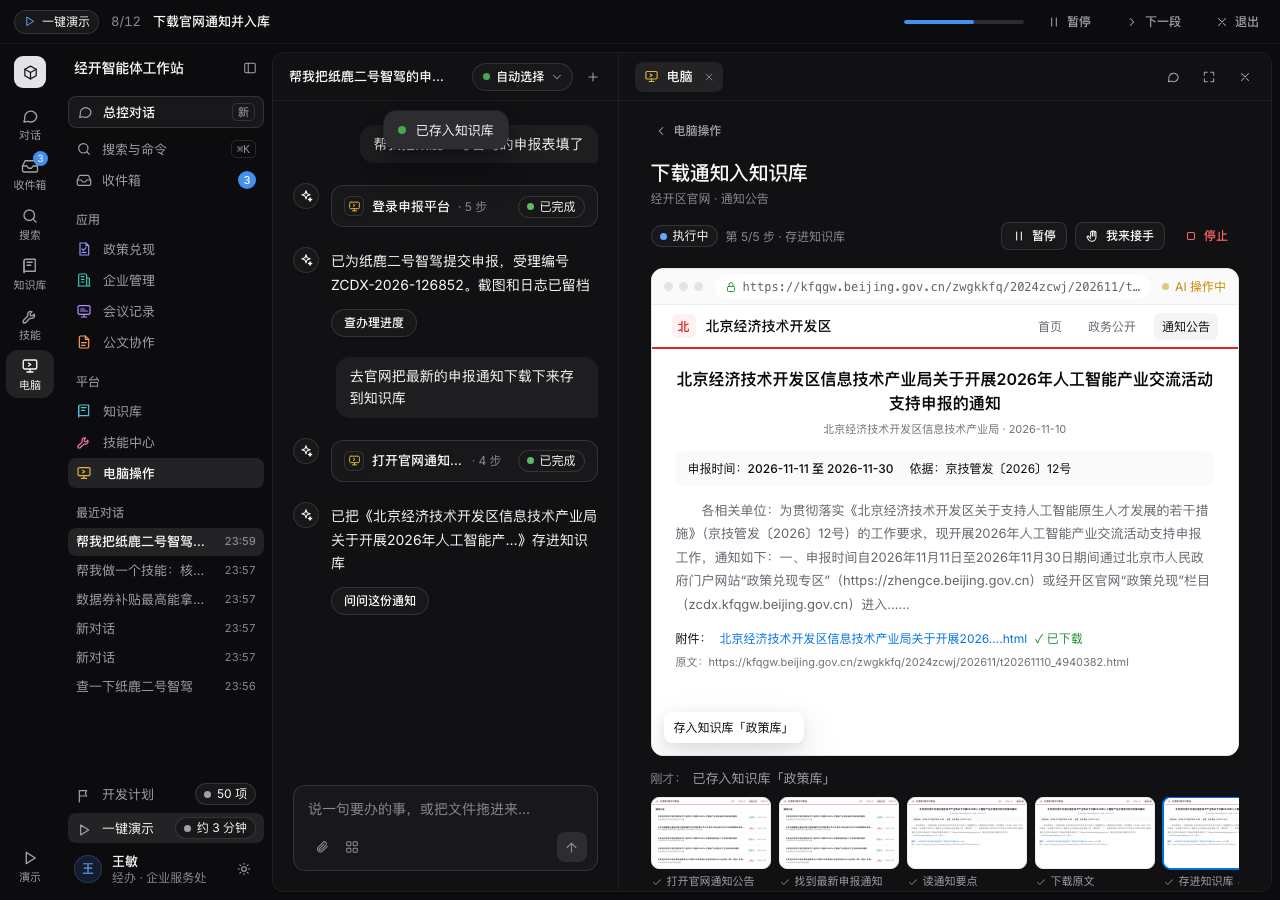 一键演示
8/12
下载官网通知并入库
暂停
下一段
退出
对话
3
收件箱
搜索
知识库
技能
电脑
演示
经开智能体工作站
总控对话
新
搜索与命令
⌘K
收件箱
3
应用
政策兑现
企业管理
会议记录
公文协作
平台
知识库
技能中心
电脑操作
最近对话
帮我把纸鹿二号智驾… 23:59
帮我做一个技能：核… 23:57
数据券补贴最高能拿… 23:57
新对话 23:57
新对话 23:57
查一下纸鹿二号智驾 23:56
开发计划
50 项
一键演示
约 3 分钟
王
王敏
经办 · 企业服务处
帮我把纸鹿二号智驾的申…
自动选择
已存入知识库
的申报表填了
登录申报平台 · 5 步
已完成
已为纸鹿二号智驾提交申报，受理编号
ZCDX-2026-126852。截图和日志已留档
查办理进度
去官网把最新的申报通知下载下来存
到知识库
打开官网通知… · 4 步
已完成
已把《北京经济技术开发区信息技术产业局
关于开展2026年人工智能产…》存进知识
库
问问这份通知
说一句要办的事，或把文件拖进来…
电脑
电脑操作
下载通知入知识库
经开区官网 · 通知公告
执行中
第 5/5 步 · 存进知识库
暂停
我来接手
停止
https://kfqgw.beijing.gov.cn/zwgkkfq/2024zcwj/202611/t…
AI 操作中
北
北京经济技术开发区
首页
政务公开
通知公告
北京经济技术开发区信息技术产业局关于开展2026年人工智能产业交流活动
支持申报的通知
北京经济技术开发区信息技术产业局 · 2026-11-10
申报时间：2026-11-11 至 2026-11-30 依据：京技管发〔2026〕12号
各相关单位：为贯彻落实《北京经济技术开发区关于支持人工智能原生人才发展的若干措
施》（京技管发〔2026〕12号）的工作要求，现开展2026年人工智能产业交流活动支持申报
工作，通知如下：一、申报时间自2026年11月11日至2026年11月30日期间通过北京市人民政
府门户网站“政策兑现专区”（https://zhengce.beijing.gov.cn）或经开区官网“政策兑现”栏目
（zcdx.kfqgw.beijing.gov.cn）进入……
附件： 北京经济技术开发区信息技术产业局关于开展2026....html ✓ 已下载
原文：https://kfqgw.beijing.gov.cn/zwgkkfq/2024zcwj/202611/t20261110_4940382.html
存入知识库「政策库」
刚才： 已存入知识库「政策库」
打开官网通知公告
找到最新申报通知
读通知要点
下载原文
存进知识库